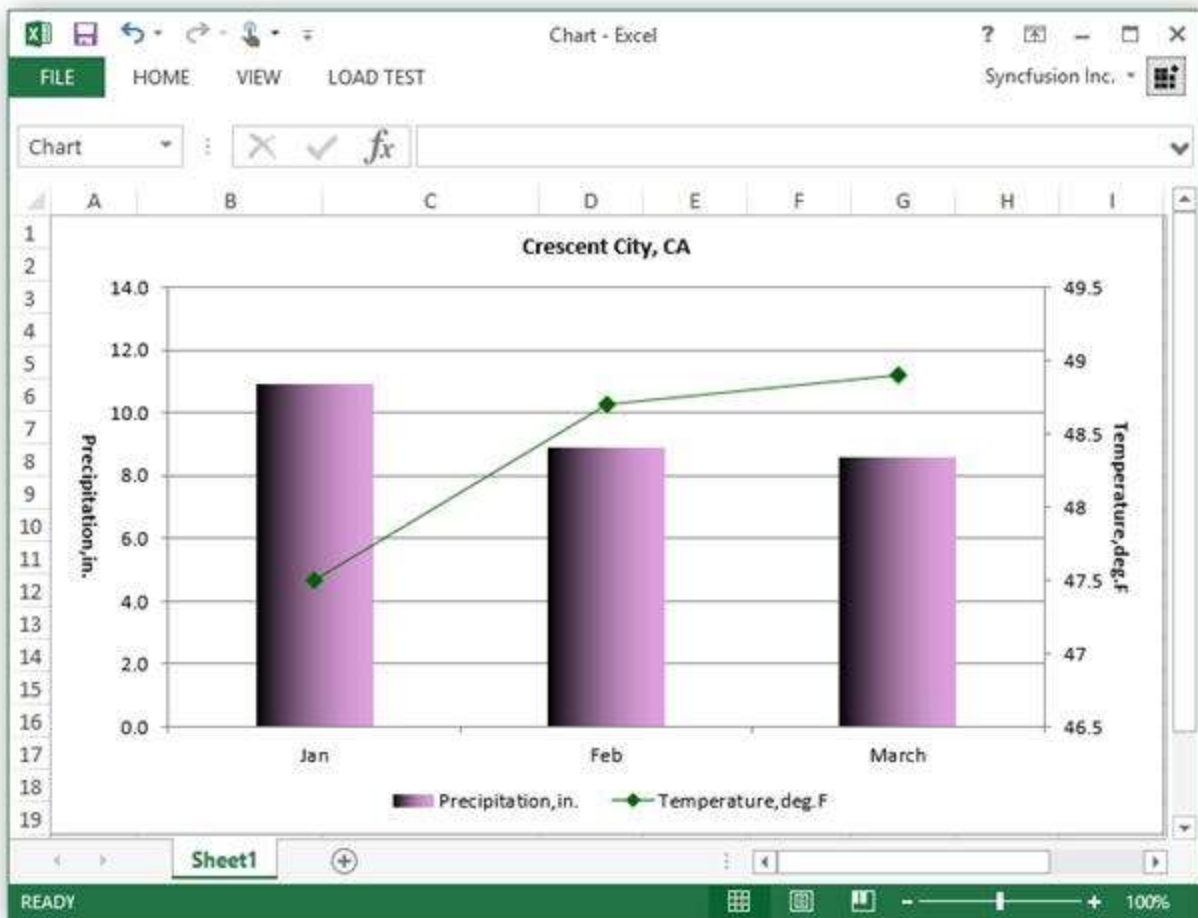 Chart - Excel
?
FILE HOME VIEW LOAD TEST
Syncfusion Inc.
Chart
fx
A B C D E F G H I
1
2
3
4
5
6
7
8
9
10
11
12
13
14
15
16
17
18
19
Crescent City, CA
14.0
12.0
10.0
8.0
6.0
4.0
2.0
0.0
Precipitation,in.
49.5
49
48.5
48
47.5
47
46.5
Temperature,deg.F
Jan Feb March
Precipitation,in. Temperature,deg.F
Sheet1
READY
100%